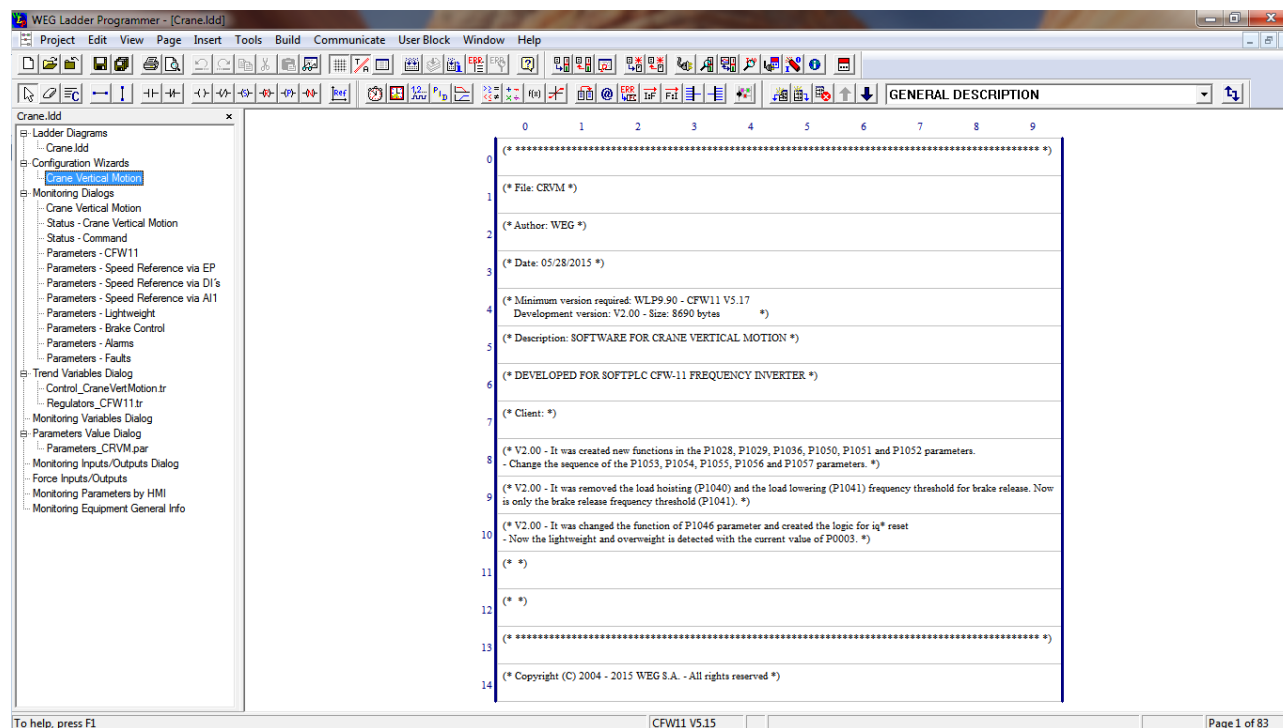 WEG Ladder Programmer - [Crane.ldd]
Project Edit View Page Insert Tools Build Communicate User Block Window Help
GENERAL DESCRIPTION
Crane.ldd
Ladder Diagrams
Crane.ldd
Configuration Wizards
Crane Vertical Motion
Monitoring Dialogs
Crane Vertical Motion
Status - Crane Vertical Motion
Status - Command
Parameters - CFW11
Parameters - Speed Reference via EP
Parameters - Speed Reference via DI´s
Parameters - Speed Reference via AI1
Parameters - Lightweight
Parameters - Brake Control
Parameters - Alarms
Parameters - Faults
Trend Variables Dialog
Control_CraneVertMotion.tr
Regulators_CFW11.tr
Monitoring Variables Dialog
Parameters Value Dialog
Parameters_CRVM.par
Monitoring Inputs/Outputs Dialog
Force Inputs/Outputs
Monitoring Parameters by HMI
Monitoring Equipment General Info
0 1 2 3 4 5 6 7 8 9
0 (* ******************************************************************************************* *)
1 (* File: CRVM *)
2 (* Author: WEG *)
3 (* Date: 05/28/2015 *)
4 (* Minimum version required: WLP9.90 - CFW11 V5.17
Development version: V2.00 - Size: 8690 bytes *)
5 (* Description: SOFTWARE FOR CRANE VERTICAL MOTION *)
6 (* DEVELOPED FOR SOFTPLC CFW-11 FREQUENCY INVERTER *)
7 (* Client: *)
8 (* V2.00 - It was created new functions in the P1028, P1029, P1036, P1050, P1051 and P1052 parameters.
- Change the sequence of the P1053, P1054, P1055, P1056 and P1057 parameters. *)
9 (* V2.00 - It was removed the load hoisting (P1040) and the load lowering (P1041) frequency threshold for brake release. Now
is only the brake release frequency threshold (P1041). *)
10 (* V2.00 - It was changed the function of P1046 parameter and created the logic for iq* reset
- Now the lightweight and overweight is detected with the current value of P0003. *)
11 (* *)
12 (* *)
13 (* ******************************************************************************************* *)
14 (* Copyright (C) 2004 - 2015 WEG S.A. - All rights reserved *)
To help, press F1
CFW11 V5.15
Page 1 of 83